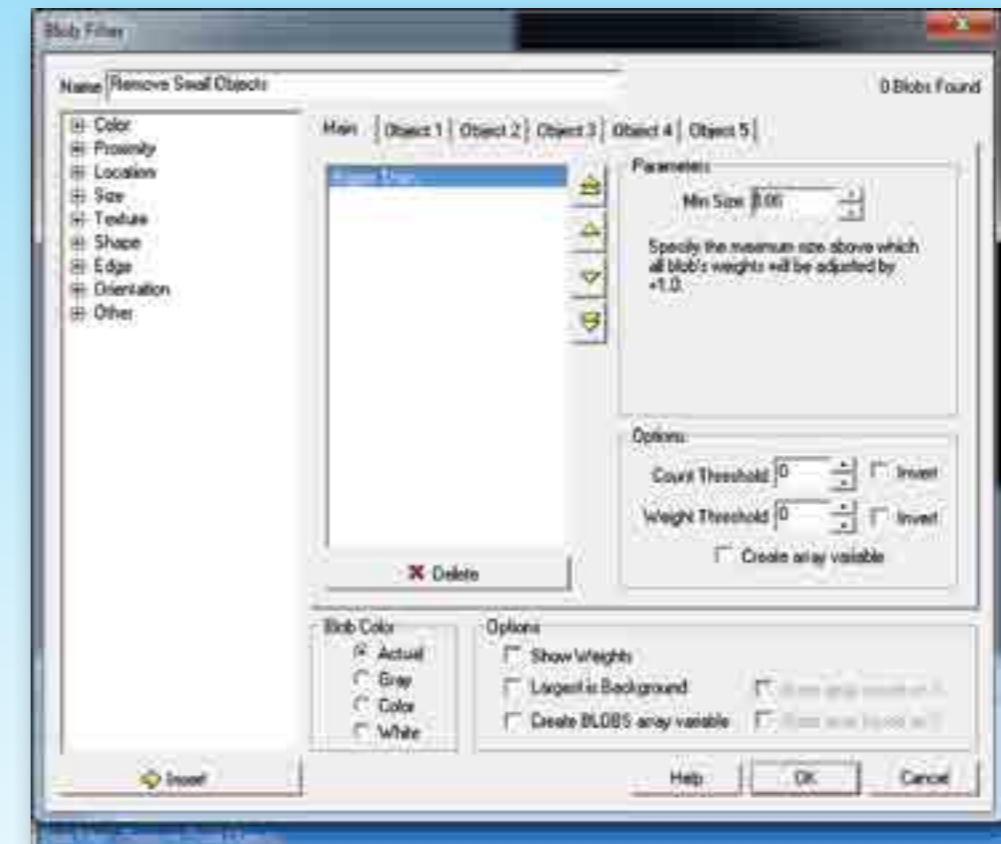 Blob Filter
Name Remove Small Objects
0 Blobs Found
Color
Proximity
Location
Size
Texture
Shape
Edge
Orientation
Other
Main Object 1 Object 2 Object 3 Object 4 Object 5
Parameters
Min Size
Specify the maximum size above which
all blob's weights will be adjusted by
+1.0.
Options
Count Threshold 0 Invert
Weight Threshold 0 Invert
Create array variable
Delete
Blob Color
Actual
Gray
Color
White
Options
Show Weights
Largest is Background
Create BLOBS array variable
Insert
Help OK Cancel